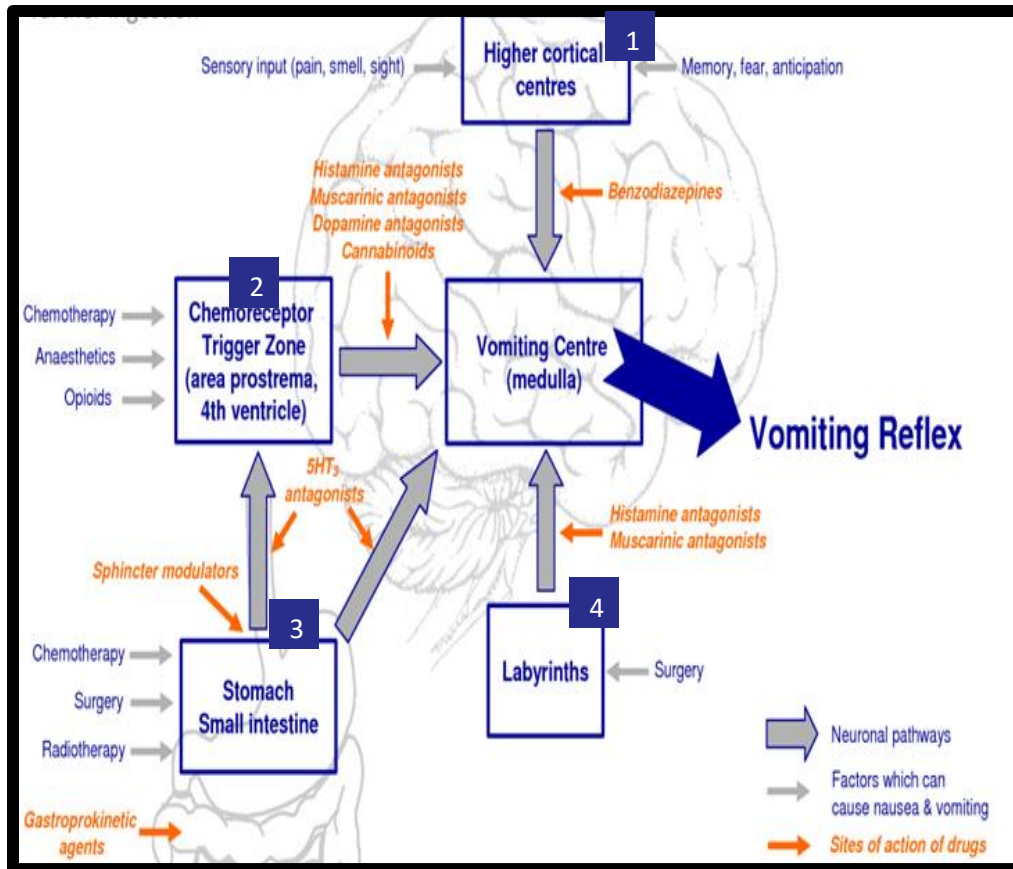 1
Higher cortical
centres
Sensory input (pain, smell, sight)
Memory, fear, anticipation
Histamine antagonists
Muscarinic antagonists
Dopamine antagonists
Cannabinoids
Benzodiazepines
2
Chemoreceptor
Trigger Zone
(area prostrema,
4th ventricle)
Chemotherapy
Anaesthetics
Opioids
Vomiting Centre
(medulla)
Vomiting Reflex
5HT₃
antagonists
Histamine antagonists
Muscarinic antagonists
Sphincter modulators
3
Stomach
Small intestine
Chemotherapy
Surgery
Radiotherapy
4
Labyrinths
Surgery
Gastroprokinetic
agents
Neuronal pathways
Factors which can
cause nausea & vomiting
Sites of action of drugs